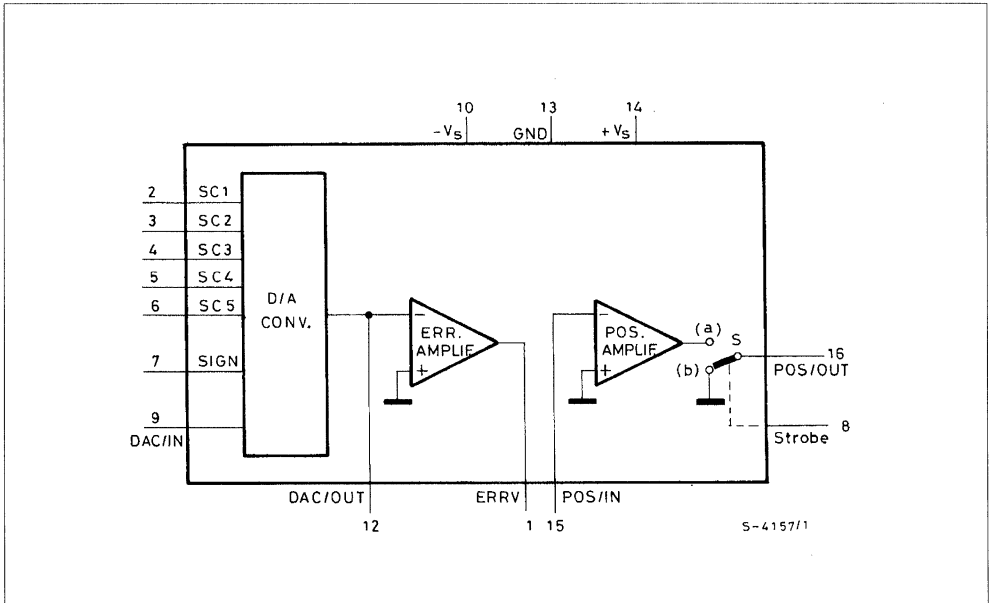 10 13 14
-VS GND +VS
2 SC1
3 SC2
4 SC3
5 SC4
6 SC5
7 SIGN
9
DAC/IN
D/A
CONV.
-
ERR.
AMPLIF.
+
-
POS.
AMPLIF.
+
(a)
S
(b)
16
POS/OUT
8
Strobe
DAC/OUT ERRV POS/IN
12 1 15
S-4157/1